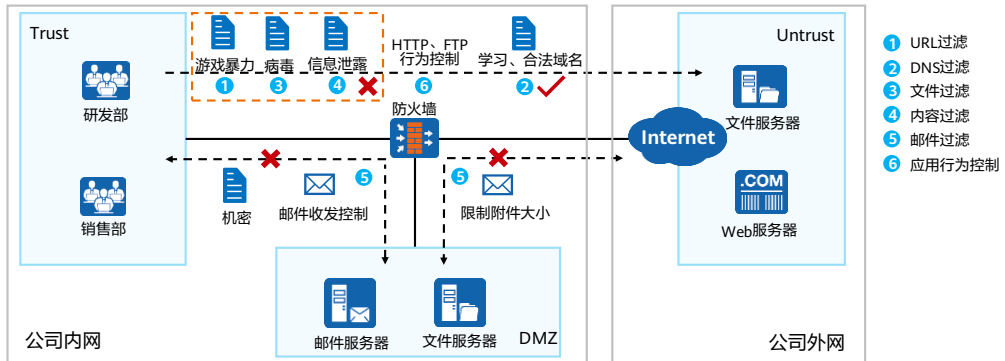 Trust
研发部
销售部
游戏暴力
病毒
信息泄露
HTTP、FTP
行为控制
学习、合法域名
1
3
4
6
2
防火墙
Internet
5
5
机密
邮件收发控制
限制附件大小
邮件服务器
文件服务器
DMZ
公司内网
Untrust
文件服务器
.COM
Web服务器
公司外网
1 URL过滤
2 DNS过滤
3 文件过滤
4 内容过滤
5 邮件过滤
6 应用行为控制